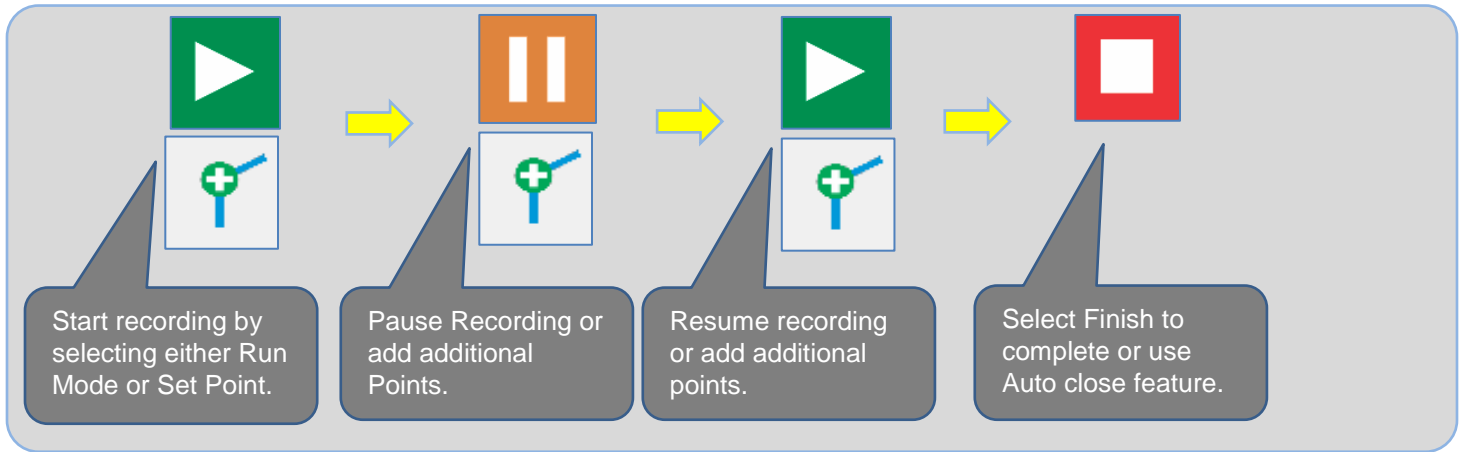 Start recording by
selecting either Run
Mode or Set Point.
Pause Recording or
add additional
Points.
Resume recording
or add additional
points.
Select Finish to
complete or use
Auto close feature.